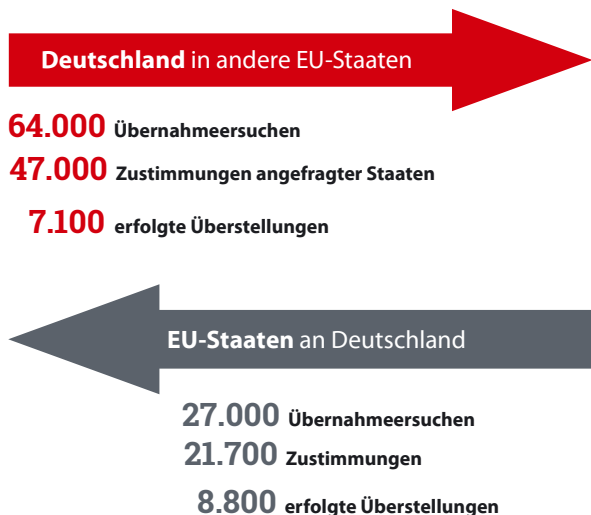 Deutschland in andere EU-Staaten
64.000 Übernahmeersuchen
47.000 Zustimmungen angefragter Staaten
7.100 erfolgte Überstellungen
EU-Staaten an Deutschland
27.000 Übernahmeersuchen
21.700 Zustimmungen
8.800 erfolgte Überstellungen